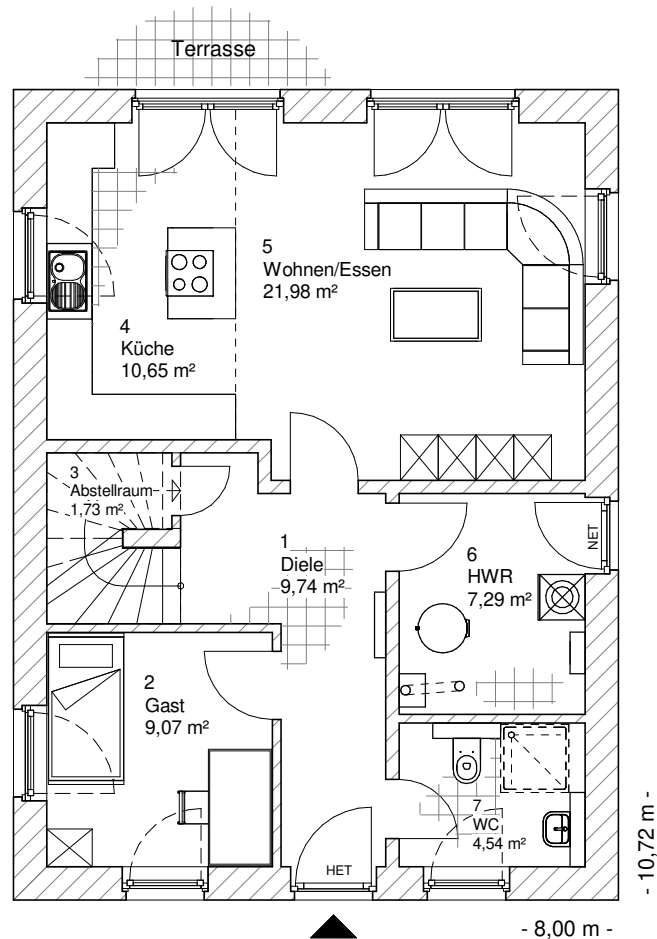 Terrasse
5
Wohnen/Essen
21,98 m²
4
Küche
10,65 m²
3
Abstellraum
1,73 m²
1
Diele
9,74 m²
6
HWR
7,29 m²
NET
2
Gast
9,07 m²
7
WC
4,54 m²
HET
- 10,72 m -
- 8,00 m -